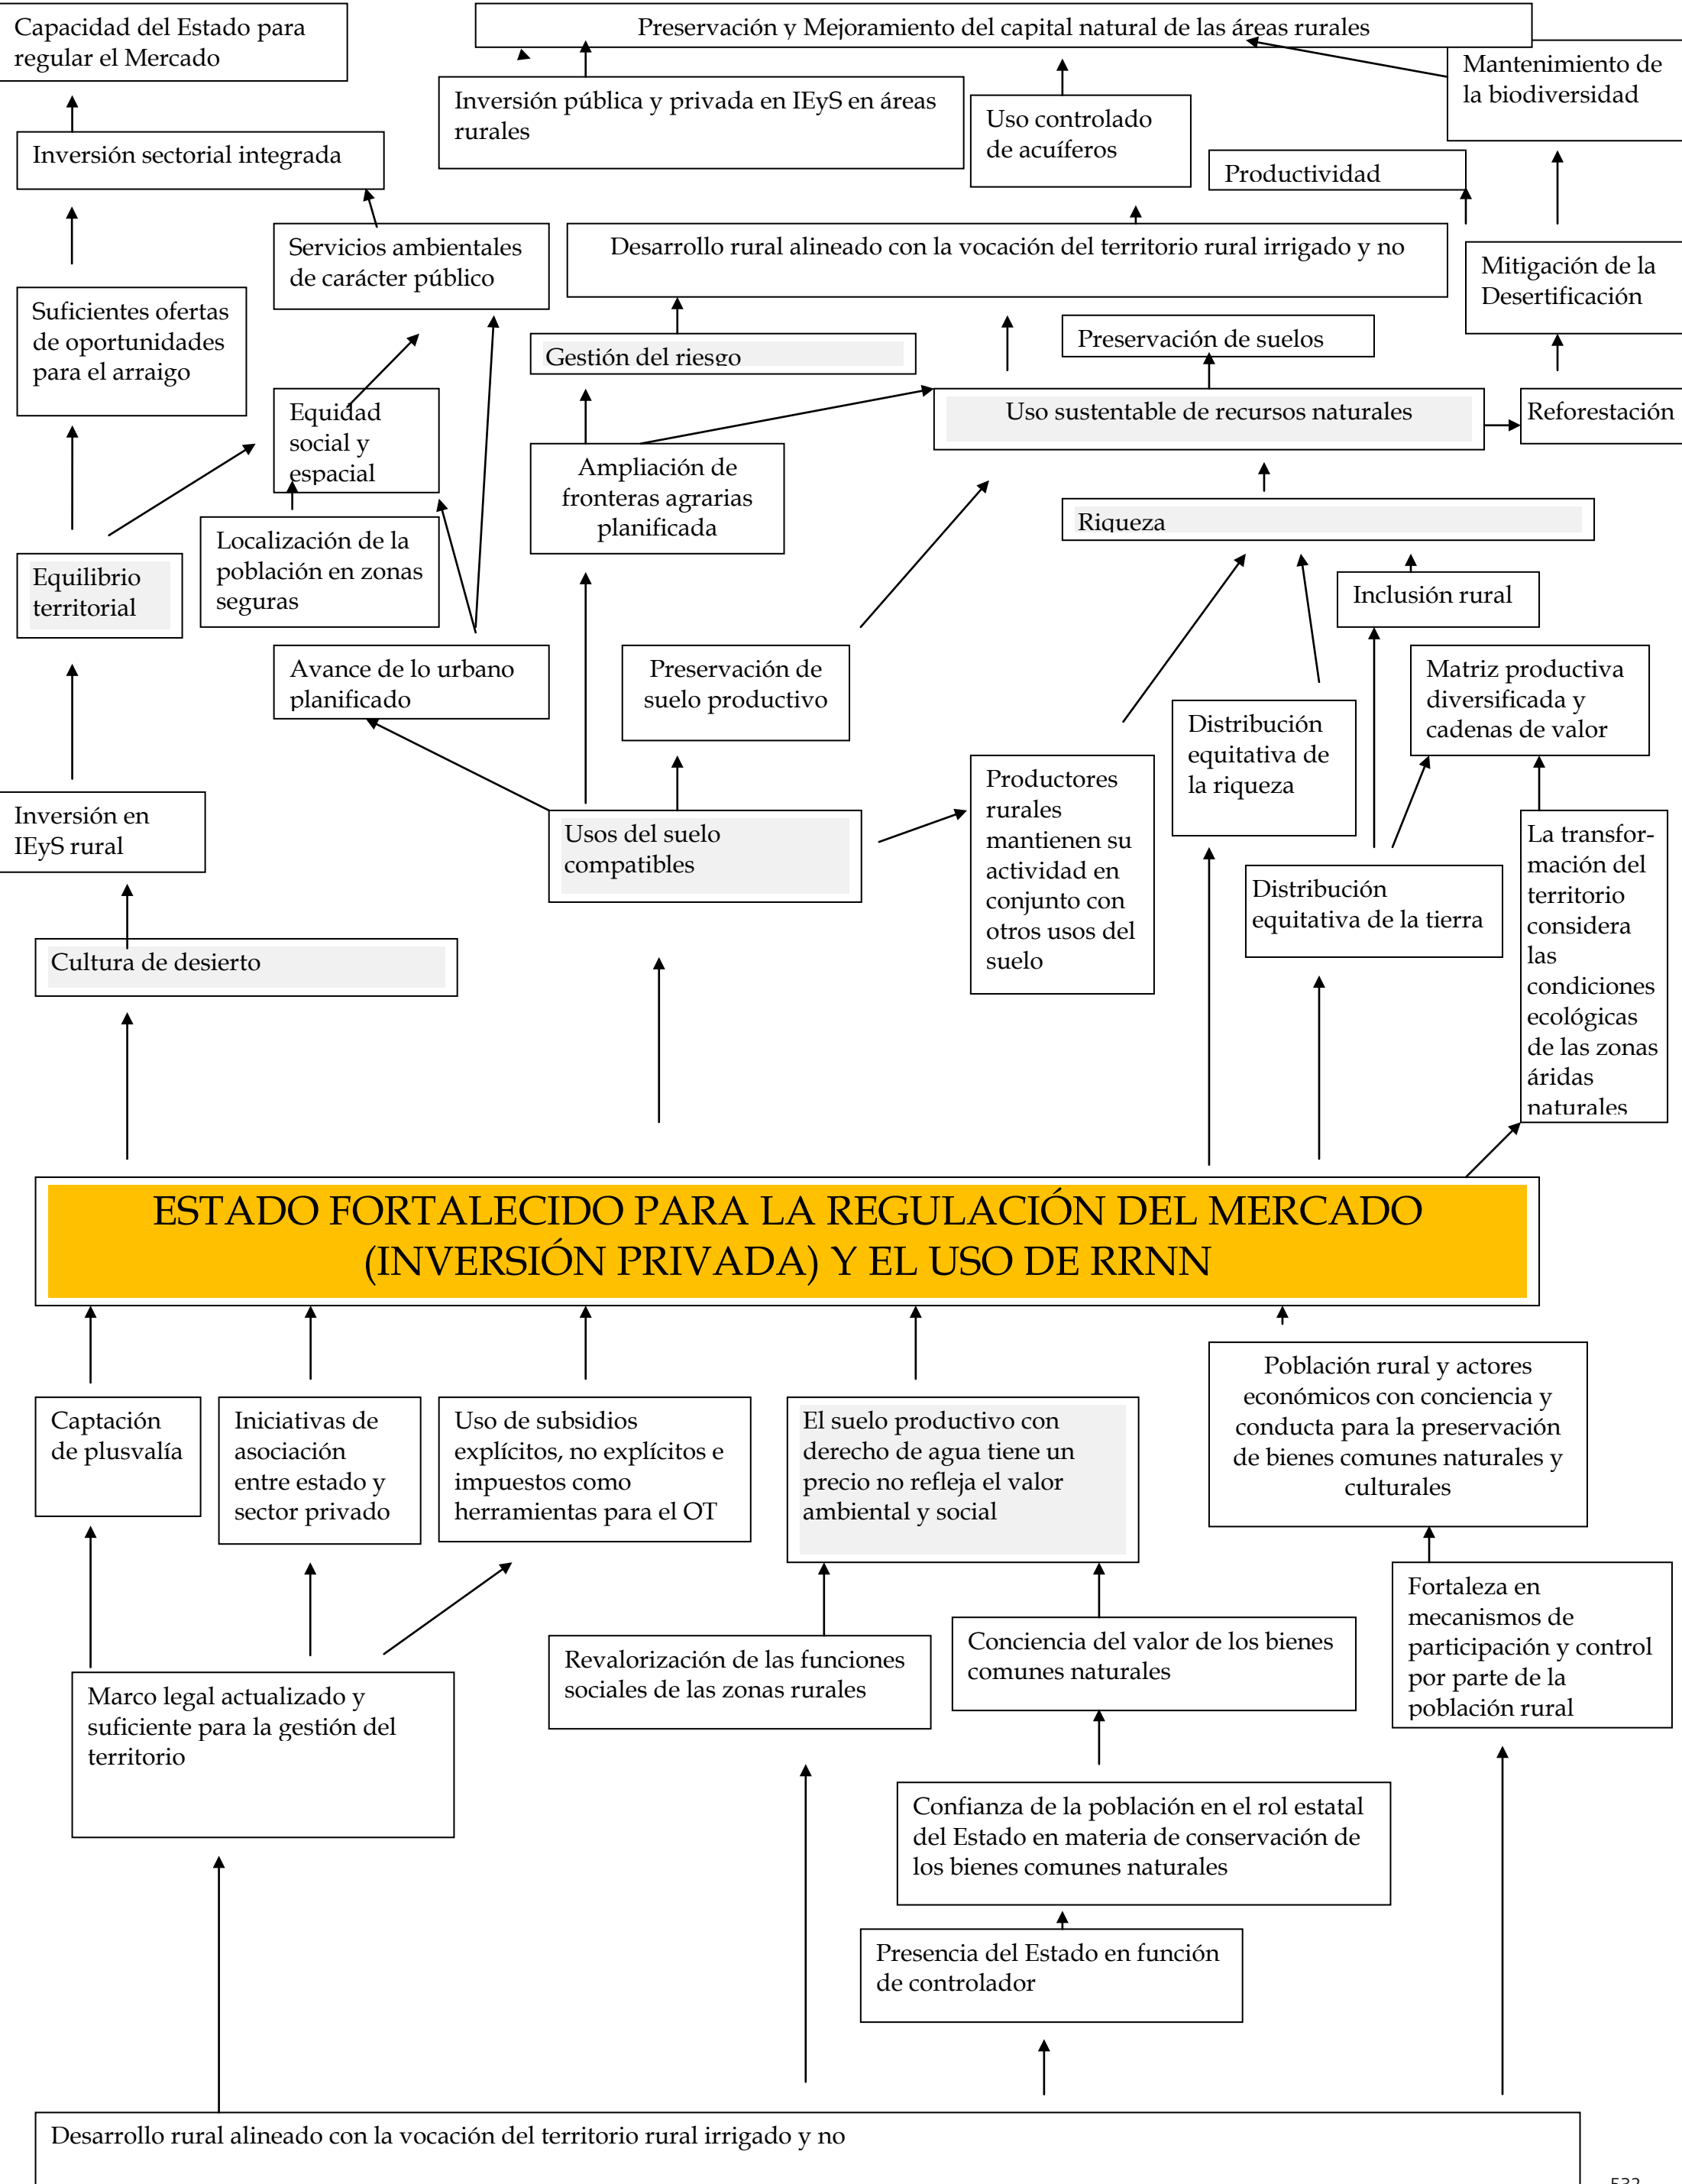 Capacidad del Estado para
regular el Mercado
Preservación y Mejoramiento del capital natural de las áreas rurales
Mantenimiento de
la biodiversidad
Inversión pública y privada en IEyS en áreas
rurales
Uso controlado
de acuíferos
Inversión sectorial integrada
Productividad
Servicios ambientales
de carácter público
Desarrollo rural alineado con la vocación del territorio rural irrigado y no
Mitigación de la
Desertificación
Suficientes ofertas
de oportunidades
para el arraigo
Gestión del riesgo
Preservación de suelos
Equidad
social y
espacial
Uso sustentable de recursos naturales
Reforestación
Ampliación de
fronteras agrarias
planificada
Riqueza
Localización de la
población en zonas
seguras
Equilibrio
territorial
Inclusión rural
Avance de lo urbano
planificado
Preservación de
suelo productivo
Matriz productiva
diversificada y
cadenas de valor
Distribución
equitativa de
la riqueza
Productores
rurales
mantienen su
actividad en
conjunto con
otros usos del
suelo
Inversión en
IEyS rural
Usos del suelo
compatibles
La transfor-
mación del
territorio
considera
las
condiciones
ecológicas
de las zonas
áridas
naturales
Distribución
equitativa de la tierra
Cultura de desierto
ESTADO FORTALECIDO PARA LA REGULACIÓN DEL MERCADO
(INVERSIÓN PRIVADA) Y EL USO DE RRNN
Población rural y actores
económicos con conciencia y
conducta para la preservación
de bienes comunes naturales y
culturales
Captación
de plusvalía
Iniciativas de
asociación
entre estado y
sector privado
Uso de subsidios
explícitos, no explícitos e
impuestos como
herramientas para el OT
El suelo productivo con
derecho de agua tiene un
precio no refleja el valor
ambiental y social
Fortaleza en
mecanismos de
participación y control
por parte de la
población rural
Revalorización de las funciones
sociales de las zonas rurales
Conciencia del valor de los bienes
comunes naturales
Marco legal actualizado y
suficiente para la gestión del
territorio
Confianza de la población en el rol estatal
del Estado en materia de conservación de
los bienes comunes naturales
Presencia del Estado en función
de controlador
Desarrollo rural alineado con la vocación del territorio rural irrigado y no
532